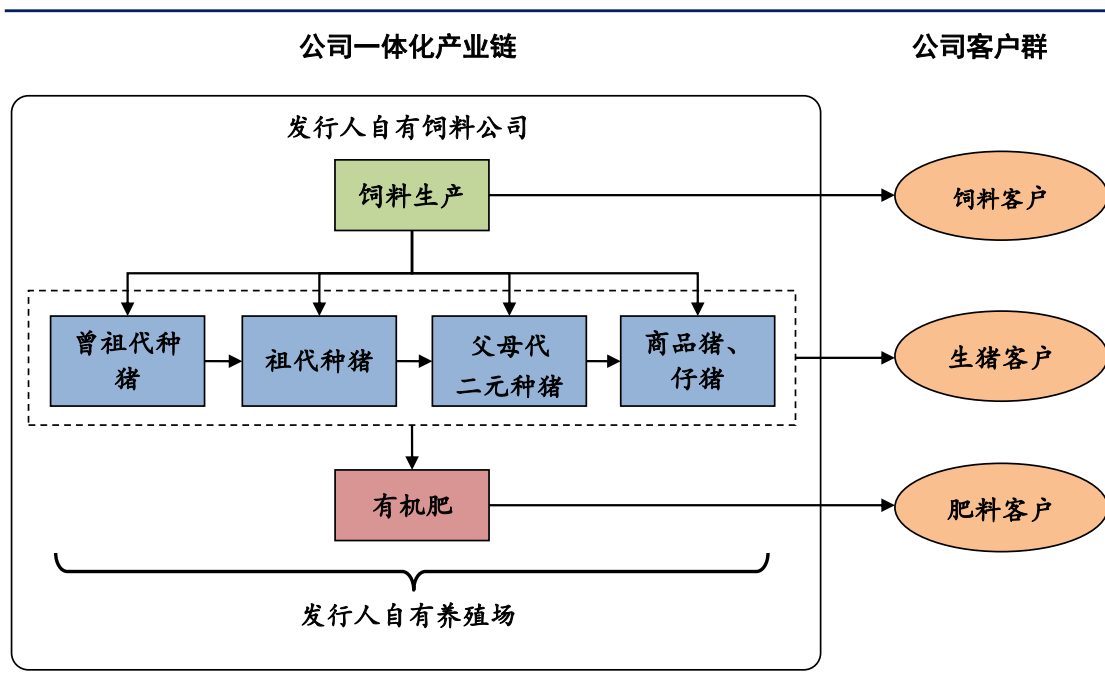 公司一体化产业链
公司客户群
发行人自有饲料公司
饲料生产
饲料客户
曾祖代种
猪
祖代种猪
父母代
二元种猪
商品猪、
仔猪
生猪客户
有机肥
肥料客户
发行人自有养殖场